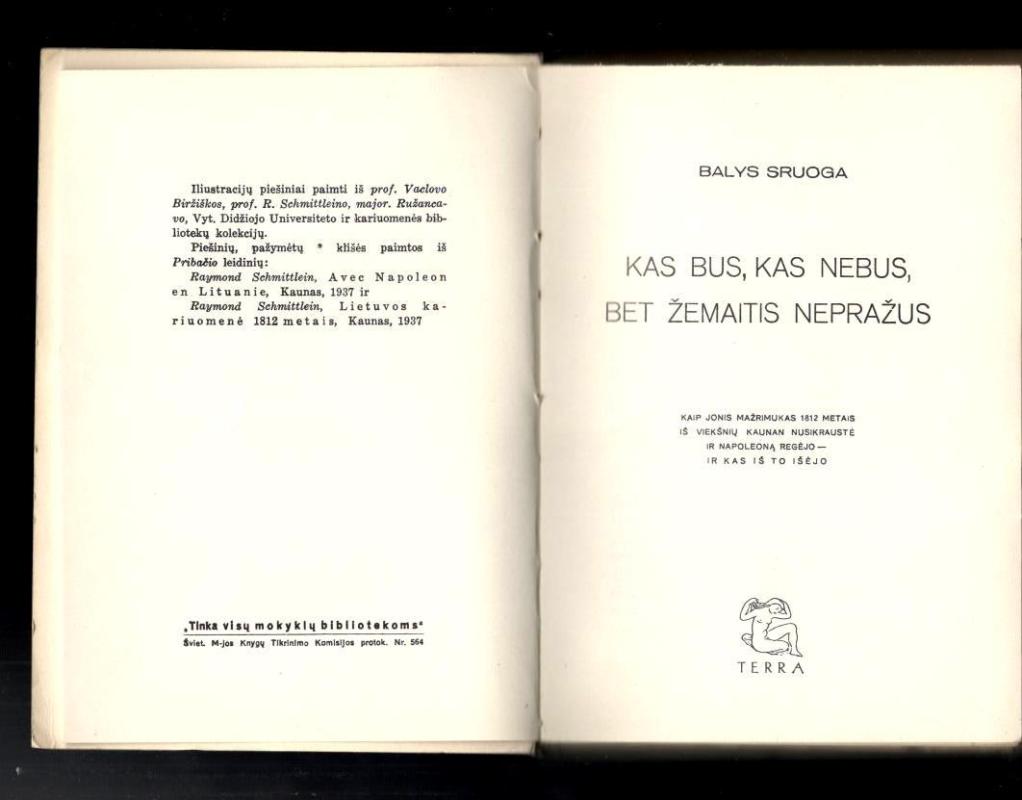 Iliustracijų piešiniai paimti iš prof. Vaclovo
Biržiškos, prof. R. Schmittleino, major. Ružanca-
vo, Vyt. Didžiojo Universiteto ir kariuomenės bib-
liotekų kolekcijų.
Piešinių, pažymėtų * klišės paimtos iš
Pribačio leidinių:
Raymond Schmittlein, Avec Napoleon
en Lituanie, Kaunas, 1937 ir
Raymond Schmittlein, Lietuvos ka-
riuomenė 1812 metais, Kaunas, 1937
„Tinka visų mokyklų bibliotekoms“
Šviet. M-jos Knygų Tikrinimo Komisijos protok. Nr. 564
BALYS SRUOGA
KAS BUS, KAS NEBUS,
BET ŽEMAITIS NEPRAŽUS
KAIP JONIS MAŽRIMUKAS 1812 METAIS
IŠ VIEKŠNIŲ KAUNAN NUSIKRAUSTĖ
IR NAPOLEONĄ REGĖJO —
IR KAS IŠ TO IŠĖJO
TERRA